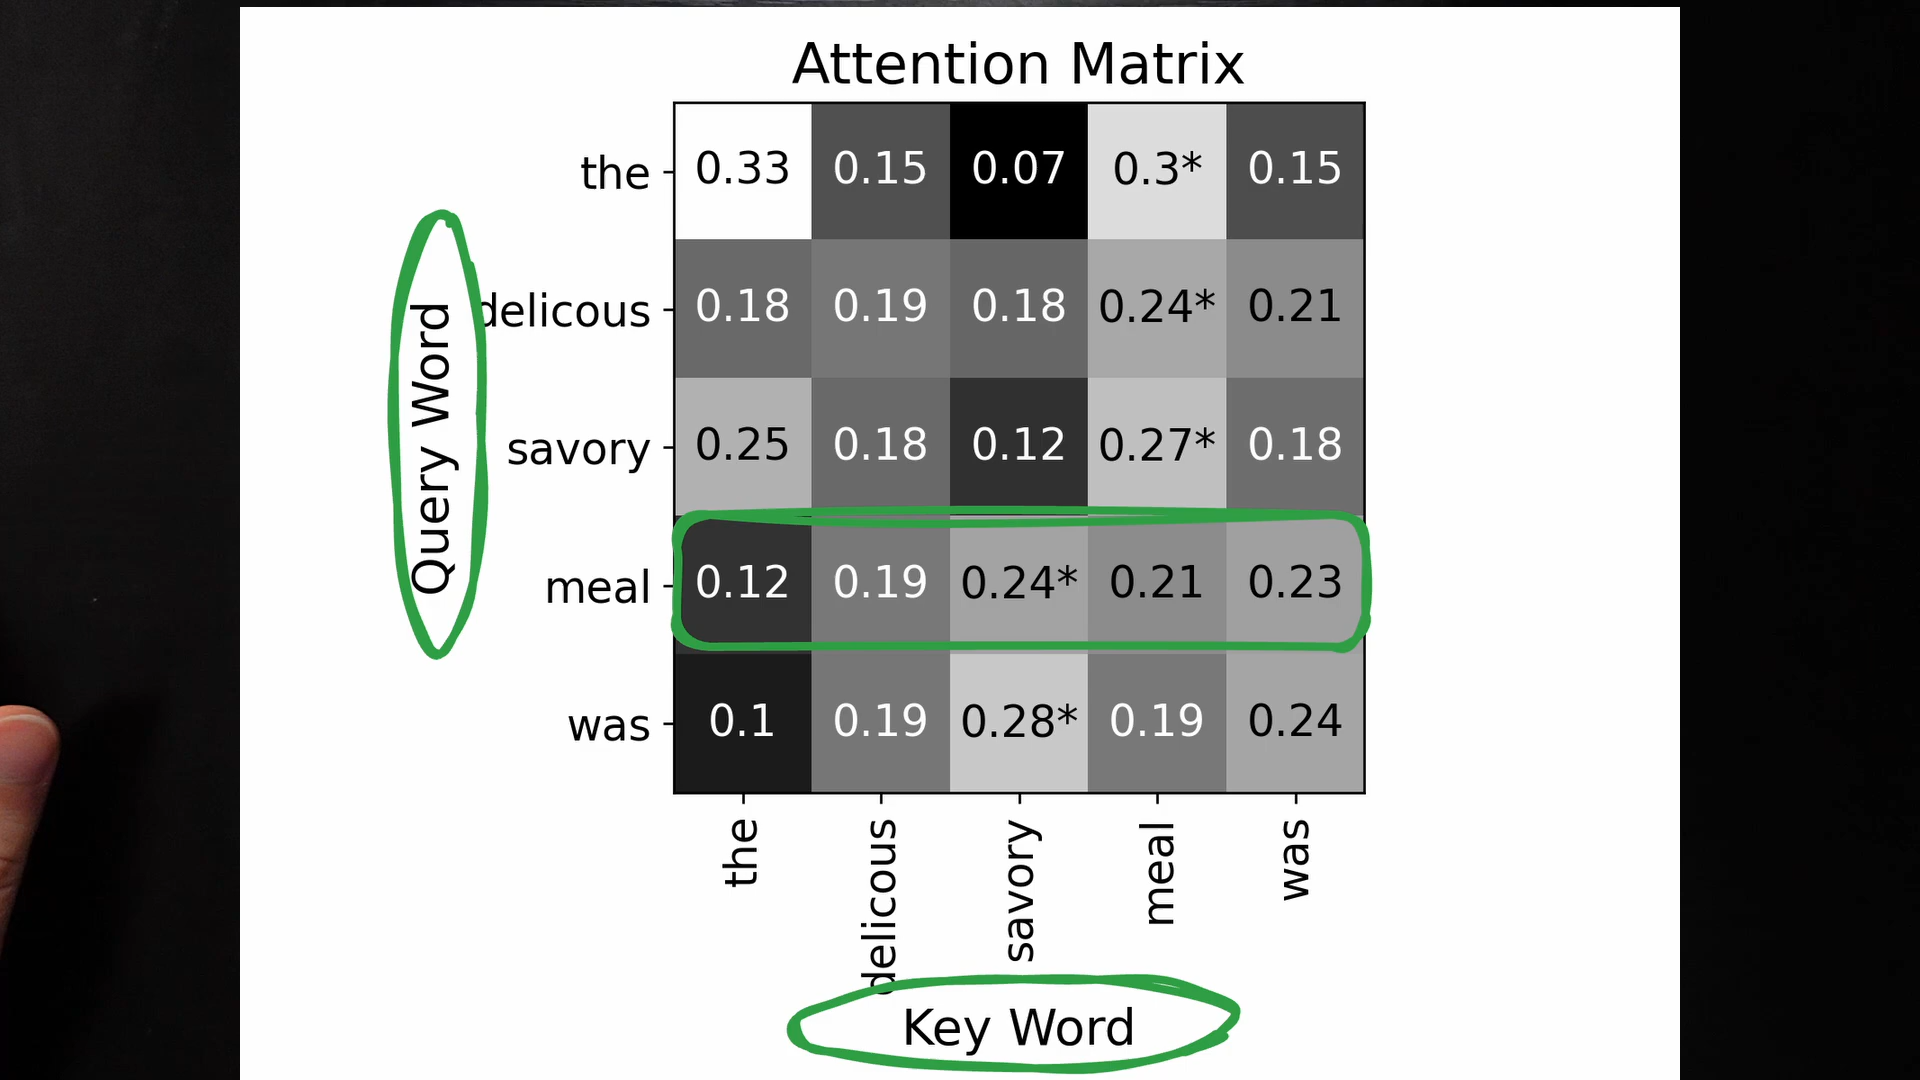 Attention Matrix
the 0.33 0.15 0.07 0.3* 0.15
delicous 0.18 0.19 0.18 0.24* 0.21
savory 0.25 0.18 0.12 0.27* 0.18
meal 0.12 0.19 0.24* 0.21 0.23
was 0.1 0.19 0.28* 0.19 0.24
the delicous savory meal was
Query Word
Key Word